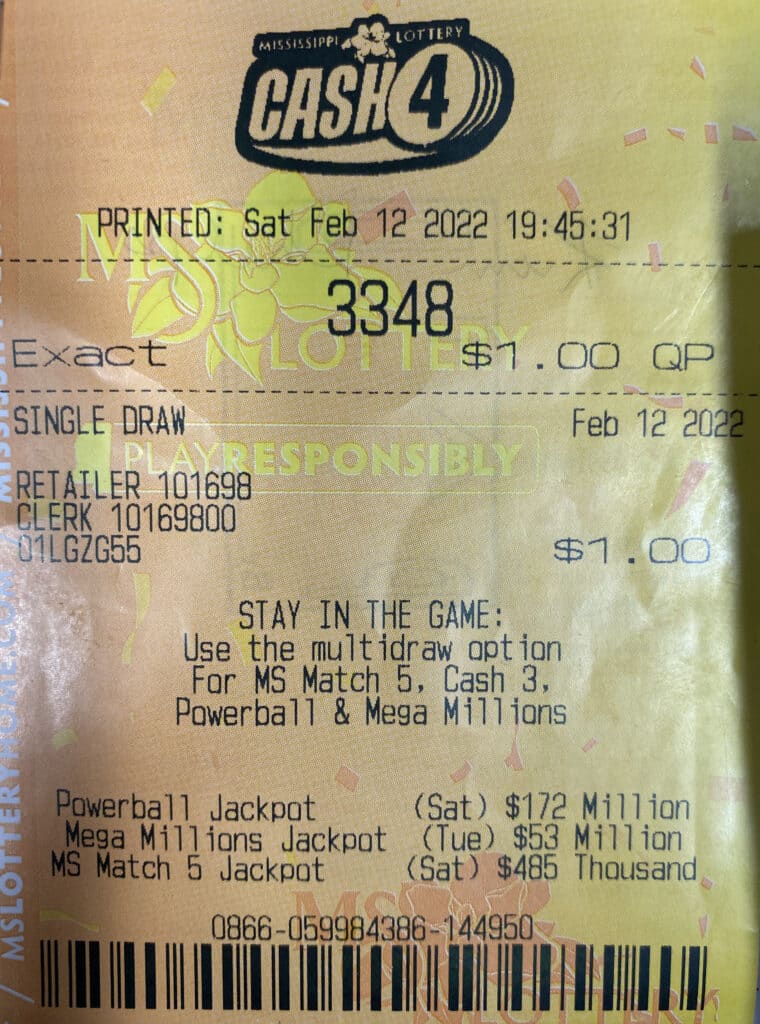 MISSISSIPPI LOTTERY
CASH 4
PRINTED: Sat Feb 12 2022 19:45:31
MS
LOTTERY
3348
Exact $1.00 QP
SINGLE DRAW Feb 12 2022
PLAYRESPONSIBLY
RETAILER 101698
CLERK 10169800
01LGZG55 $1.00
STAY IN THE GAME:
Use the multidraw option
For MS Match 5, Cash 3,
Powerball & Mega Millions
Powerball Jackpot (Sat) $172 Million
Mega Millions Jackpot (Tue) $53 Million
MS Match 5 Jackpot (Sat) $485 Thousand
MS
LOTTERY
0866-059984386-144950
/ MSLOTTERYHOME.COM /